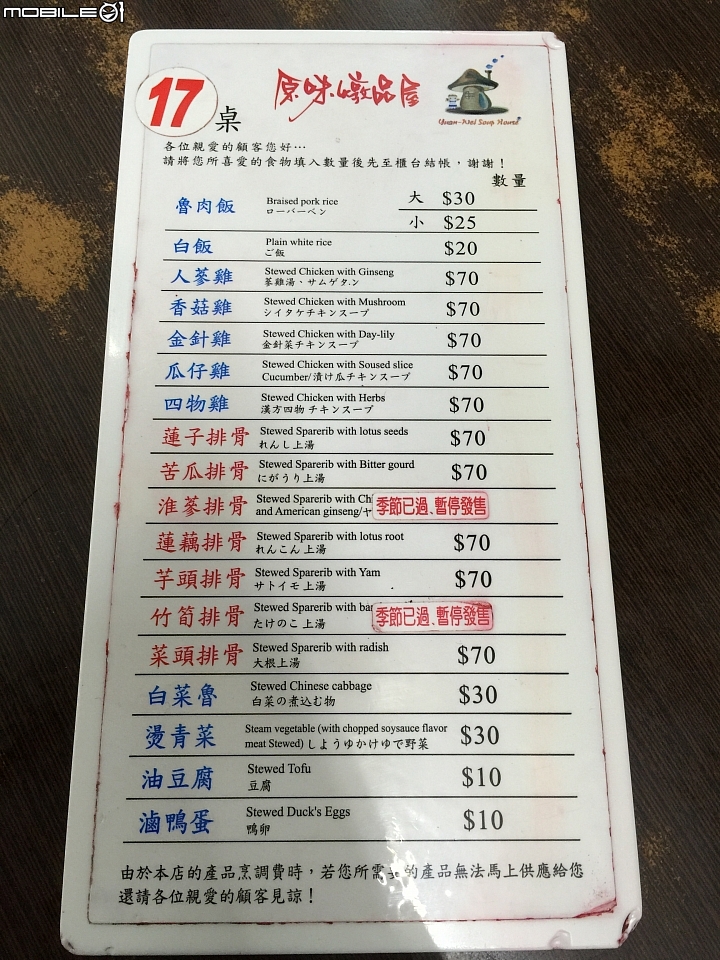 MOBILE01
17
桌
原味燉品屋
Yuan-Wei Soup House
各位親愛的顧客您好…
請將您所喜愛的食物填入數量後先至櫃台結帳，謝謝！
數量
魯肉飯 Braised pork rice 大 $30
ローバーペン 小 $25
白飯 Plain white rice $20
ご飯
人蔘雞 Stewed Chicken with Ginseng $70
蔘雞湯、サムゲタン
香菇雞 Stewed Chicken with Mushroom $70
シイタケチキンスープ
金針雞 Stewed Chicken with Day-lily $70
金針菜チキンスープ
瓜仔雞 Stewed Chicken with Soused slice $70
Cucumber/漬け瓜チキンスープ
四物雞 Stewed Chicken with Herbs $70
漢方四物 チキンスープ
蓮子排骨 Stewed Sparerib with lotus seeds $70
れんし上湯
苦瓜排骨 Stewed Sparerib with Bitter gourd $70
にがうり上湯
淮蔘排骨 Stewed Sparerib with 季節已過、暫停發售
and American ginseng/
蓮藕排骨 Stewed Sparerib with lotus root $70
れんこん上湯
芋頭排骨 Stewed Sparerib with Yam $70
サトイモ上湯
竹筍排骨 Stewed Sparerib with 季節已過、暫停發售
たけのこ上湯
菜頭排骨 Stewed Sparerib with radish $70
大根上湯
白菜魯 Stewed Chinese cabbage $30
白菜の煮込む物
燙青菜 Steam vegetable (with chopped soysauce flavor $30
meat Stewed) しようゆかけゆで野菜
油豆腐 Stewed Tofu $10
豆腐
滷鴨蛋 Stewed Duck's Eggs $10
鴨卵
由於本店的產品烹調費時，若您所需要的產品無法馬上供應給您
還請各位親愛的顧客見諒！